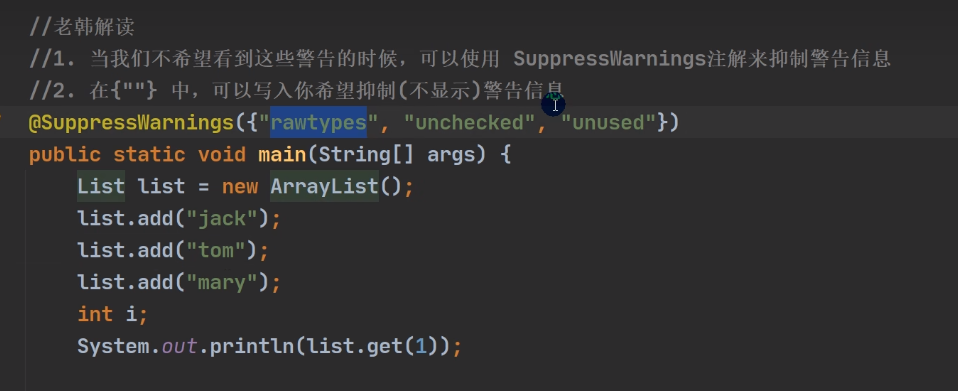 //老韩解读
//1. 当我们不希望看到这些警告的时候，可以使用 SuppressWarnings注解来抑制警告信息
//2. 在{""} 中，可以写入你希望抑制(不显示)警告信息
@SuppressWarnings({"rawtypes", "unchecked", "unused"})
public static void main(String[] args) {
List list = new ArrayList();
list.add("jack");
list.add("tom");
list.add("mary");
int i;
System.out.println(list.get(1));